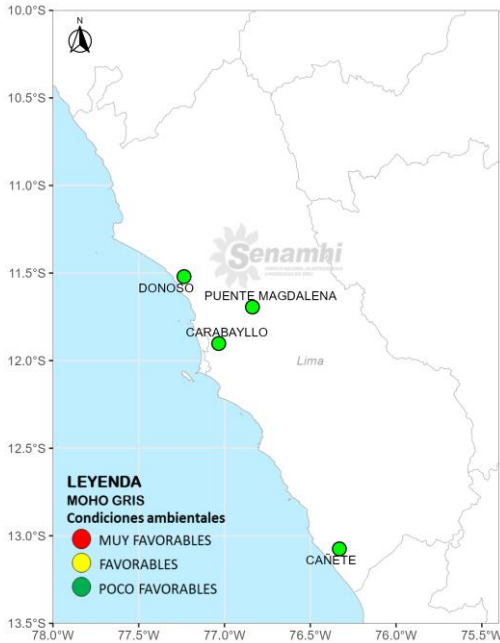 N
10.0°S
10.5°S
11.0°S
11.5°S
12.0°S
12.5°S
13.0°S
13.5°S
Senamhi
DONOSO
PUENTE MAGDALENA
CARABAYLLO
Lima
CAÑETE
LEYENDA
MOHO GRIS
Condiciones ambientales
MUY FAVORABLES
FAVORABLES
POCO FAVORABLES
78.0°W 77.5°W 77.0°W 76.5°W 76.0°W 75.5°W